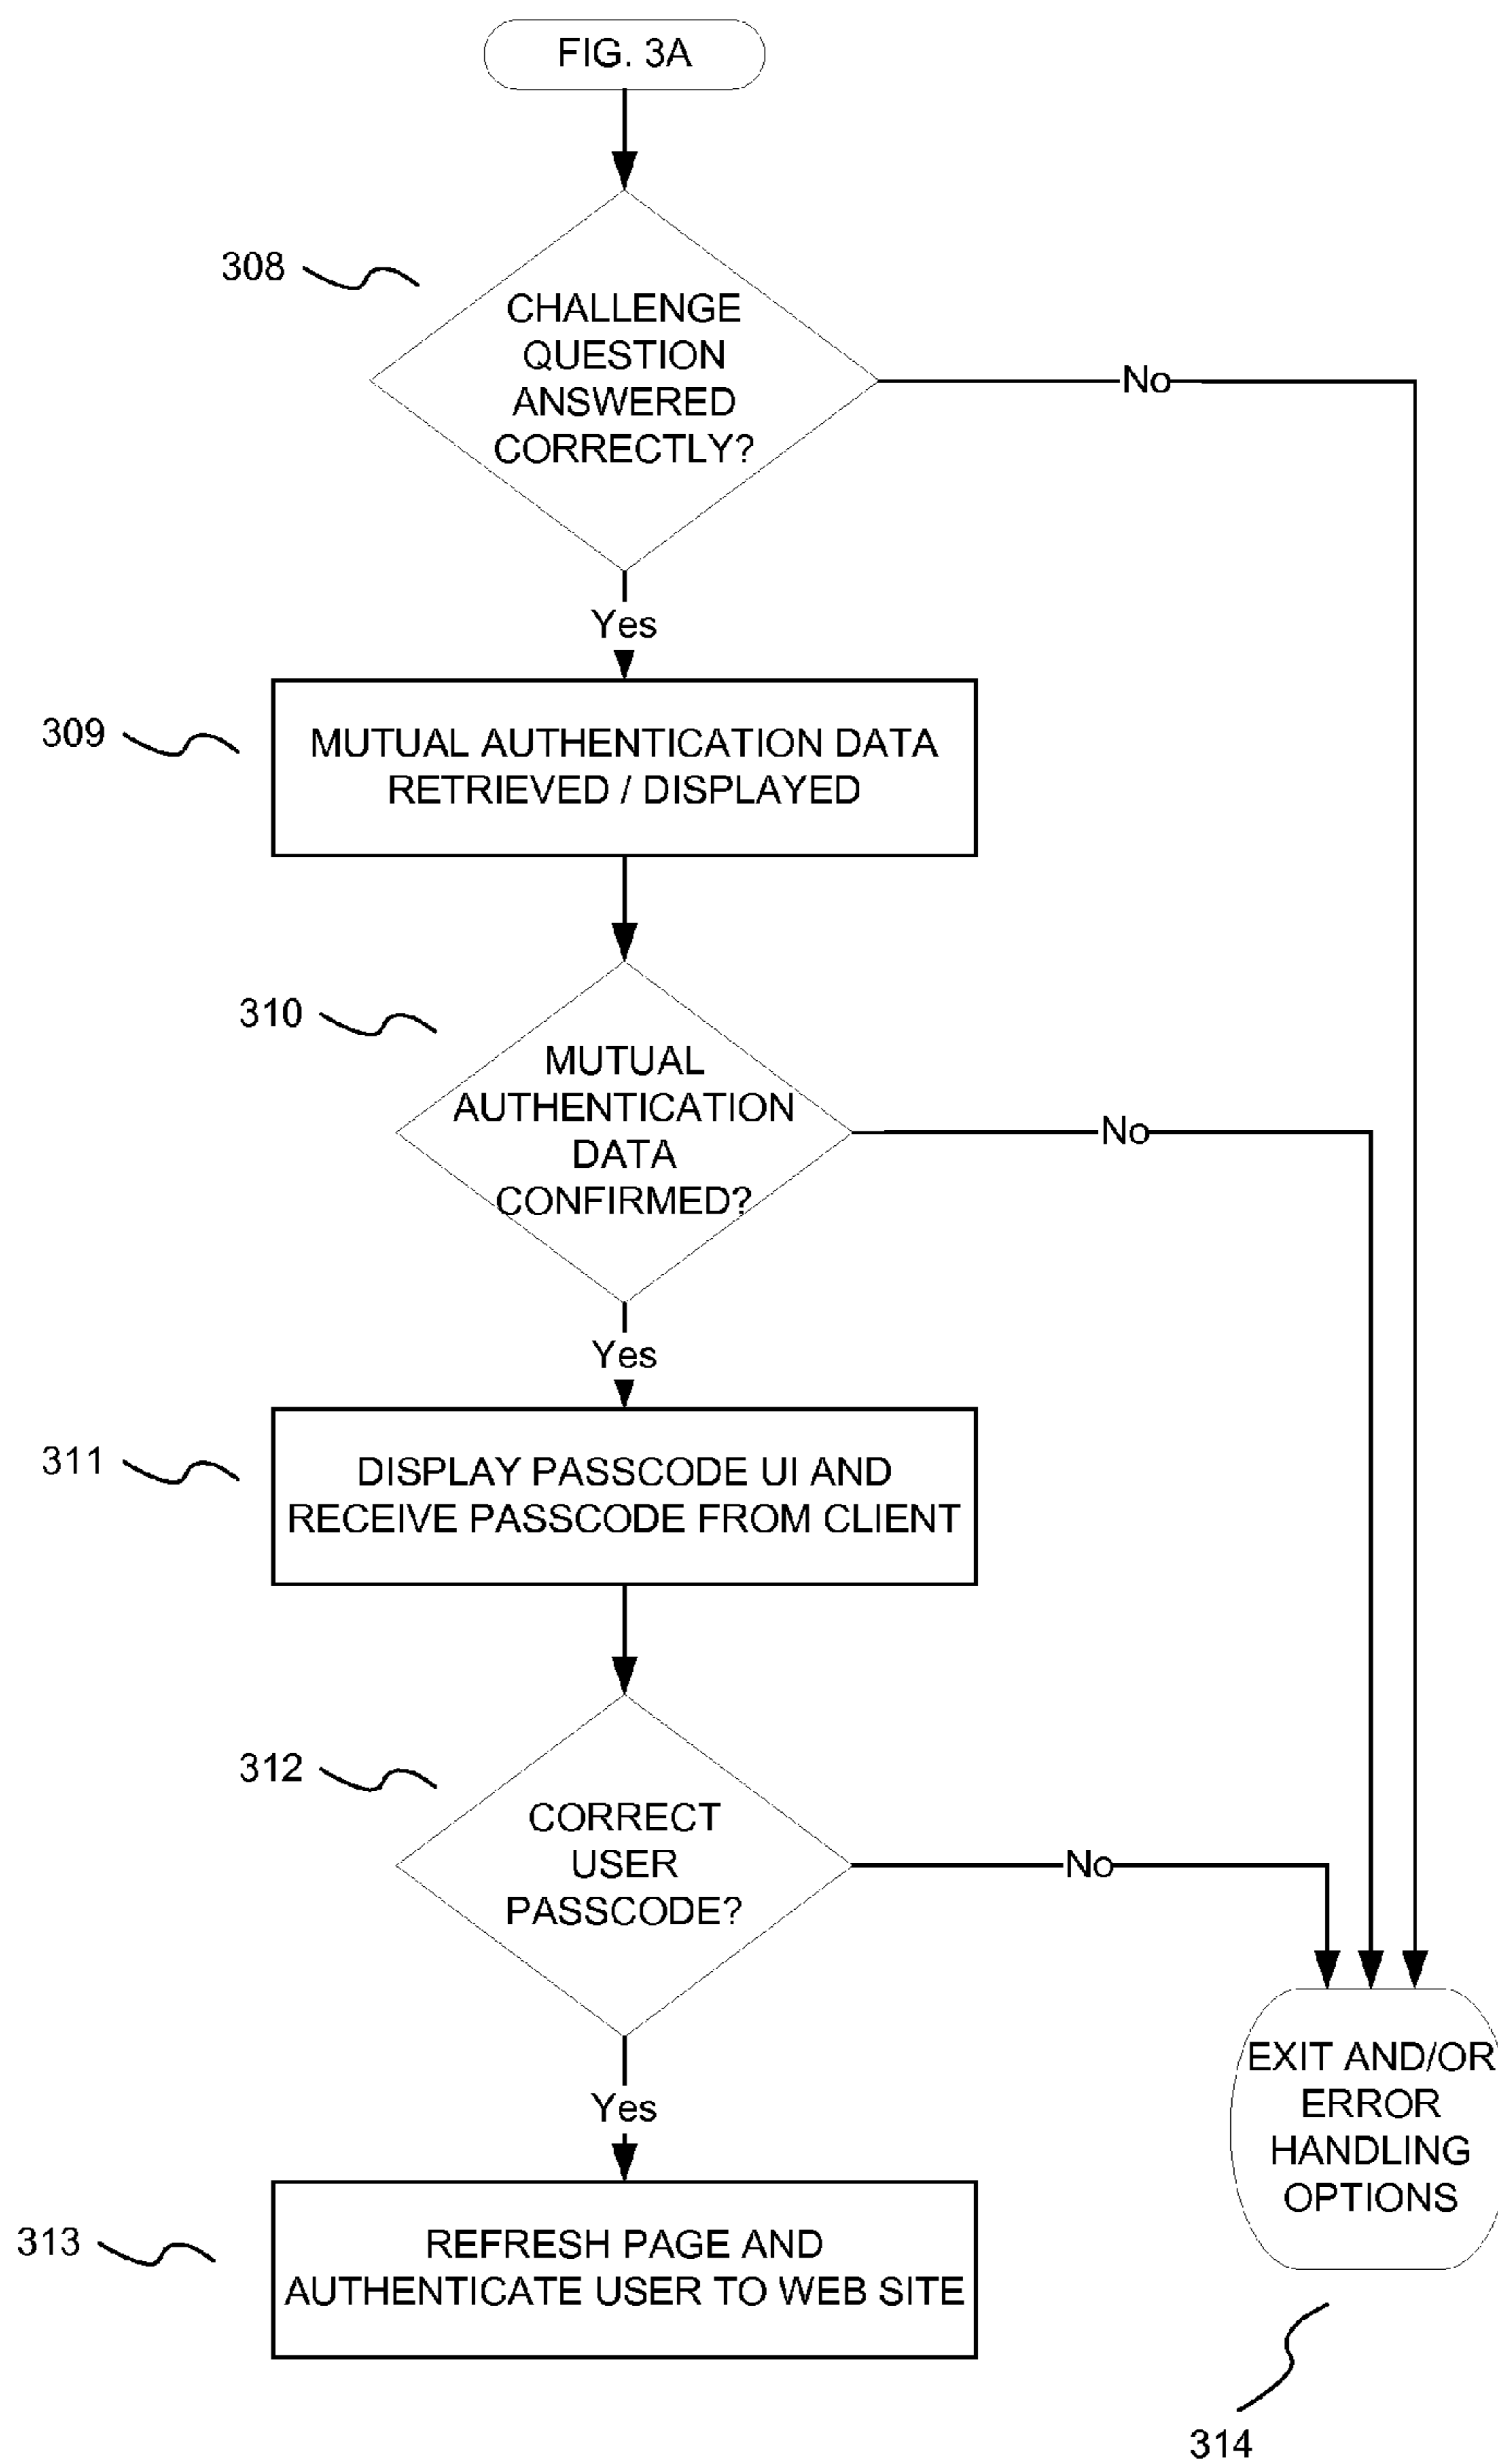 FIG. 3A
308
CHALLENGE
QUESTION
ANSWERED
CORRECTLY?
No
Yes
309
MUTUAL AUTHENTICATION DATA
RETRIEVED / DISPLAYED
310
MUTUAL
AUTHENTICATION
DATA
CONFIRMED?
No
Yes
311
DISPLAY PASSCODE UI AND
RECEIVE PASSCODE FROM CLIENT
312
CORRECT
USER
PASSCODE?
No
Yes
EXIT AND/OR
ERROR
HANDLING
OPTIONS
313
REFRESH PAGE AND
AUTHENTICATE USER TO WEB SITE
314